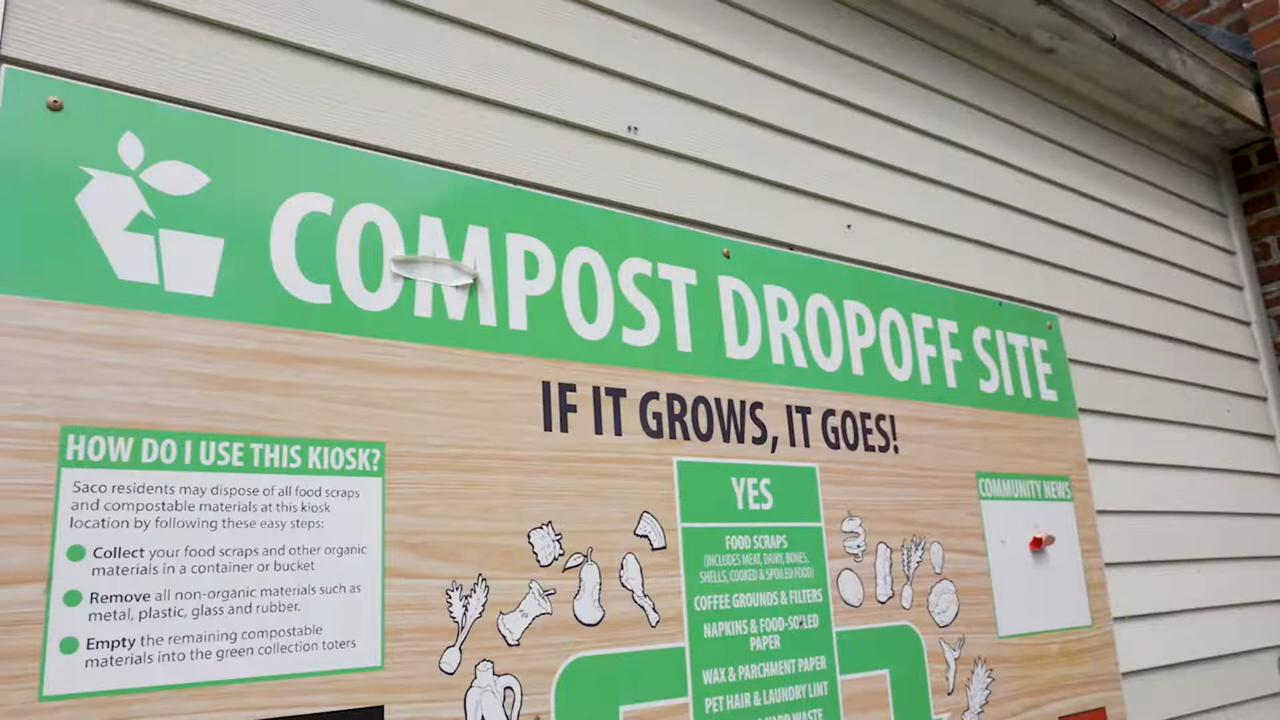 COMPOST DROPOFF SITE
IF IT GROWS, IT GOES!
HOW DO I USE THIS KIOSK?
Saco residents may dispose of all food scraps
and compostable materials at this kiosk
location by following these easy steps:
Collect your food scraps and other organic
materials in a container or bucket
Remove all non-organic materials such as
metal, plastic, glass and rubber.
Empty the remaining compostable
materials into the green collection toters
YES
FOOD SCRAPS
(INCLUDES MEAT, DAIRY, BONES,
SHELLS, COOKED & SPOILED FOOD)
COFFEE GROUNDS & FILTERS
NAPKINS & FOOD-SOILED
PAPER
WAX & PARCHMENT PAPER
PET HAIR & LAUNDRY LINT
YARD WASTE
COMMUNITY NEWS